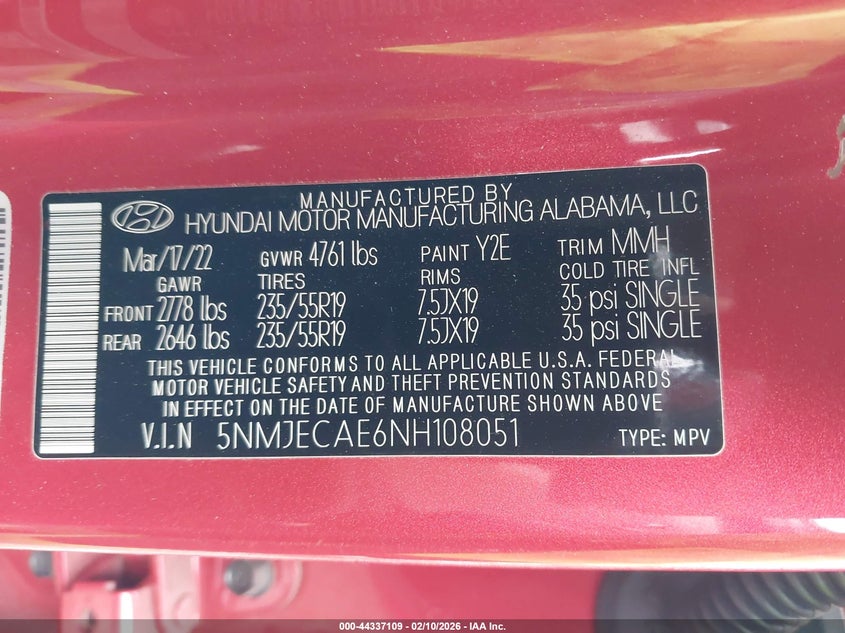 MANUFACTURED BY
HYUNDAI MOTOR MANUFACTURING ALABAMA, LLC
Mar/17/22 GVWR 4761 lbs PAINT Y2E TRIM MMH
GAWR TIRES RIMS COLD TIRE INFL
FRONT 2778 lbs 235/55R19 7.5JX19 35 psi SINGLE
REAR 2646 lbs 235/55R19 7.5JX19 35 psi SINGLE
THIS VEHICLE CONFORMS TO ALL APPLICABLE U.S.A. FEDERAL
MOTOR VEHICLE SAFETY AND THEFT PREVENTION STANDARDS
IN EFFECT ON THE DATE OF MANUFACTURE SHOWN ABOVE
V.I.N 5NMJECAE6NH108051 TYPE: MPV
000-44337109 - 02/10/2026 - IAA Inc.